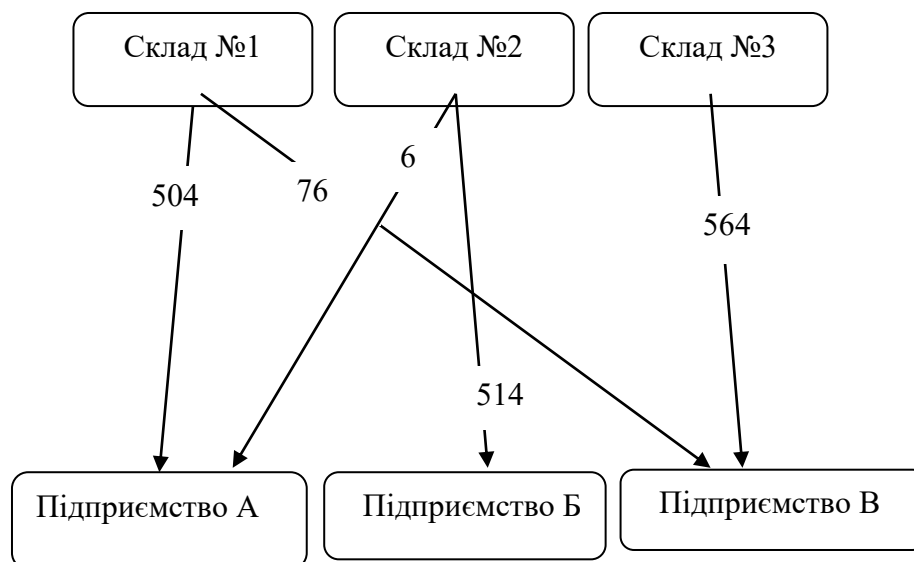 Склад №1
Склад №2
Склад №3
6
504
76
564
514
Підприємство А
Підприємство Б
Підприємство В